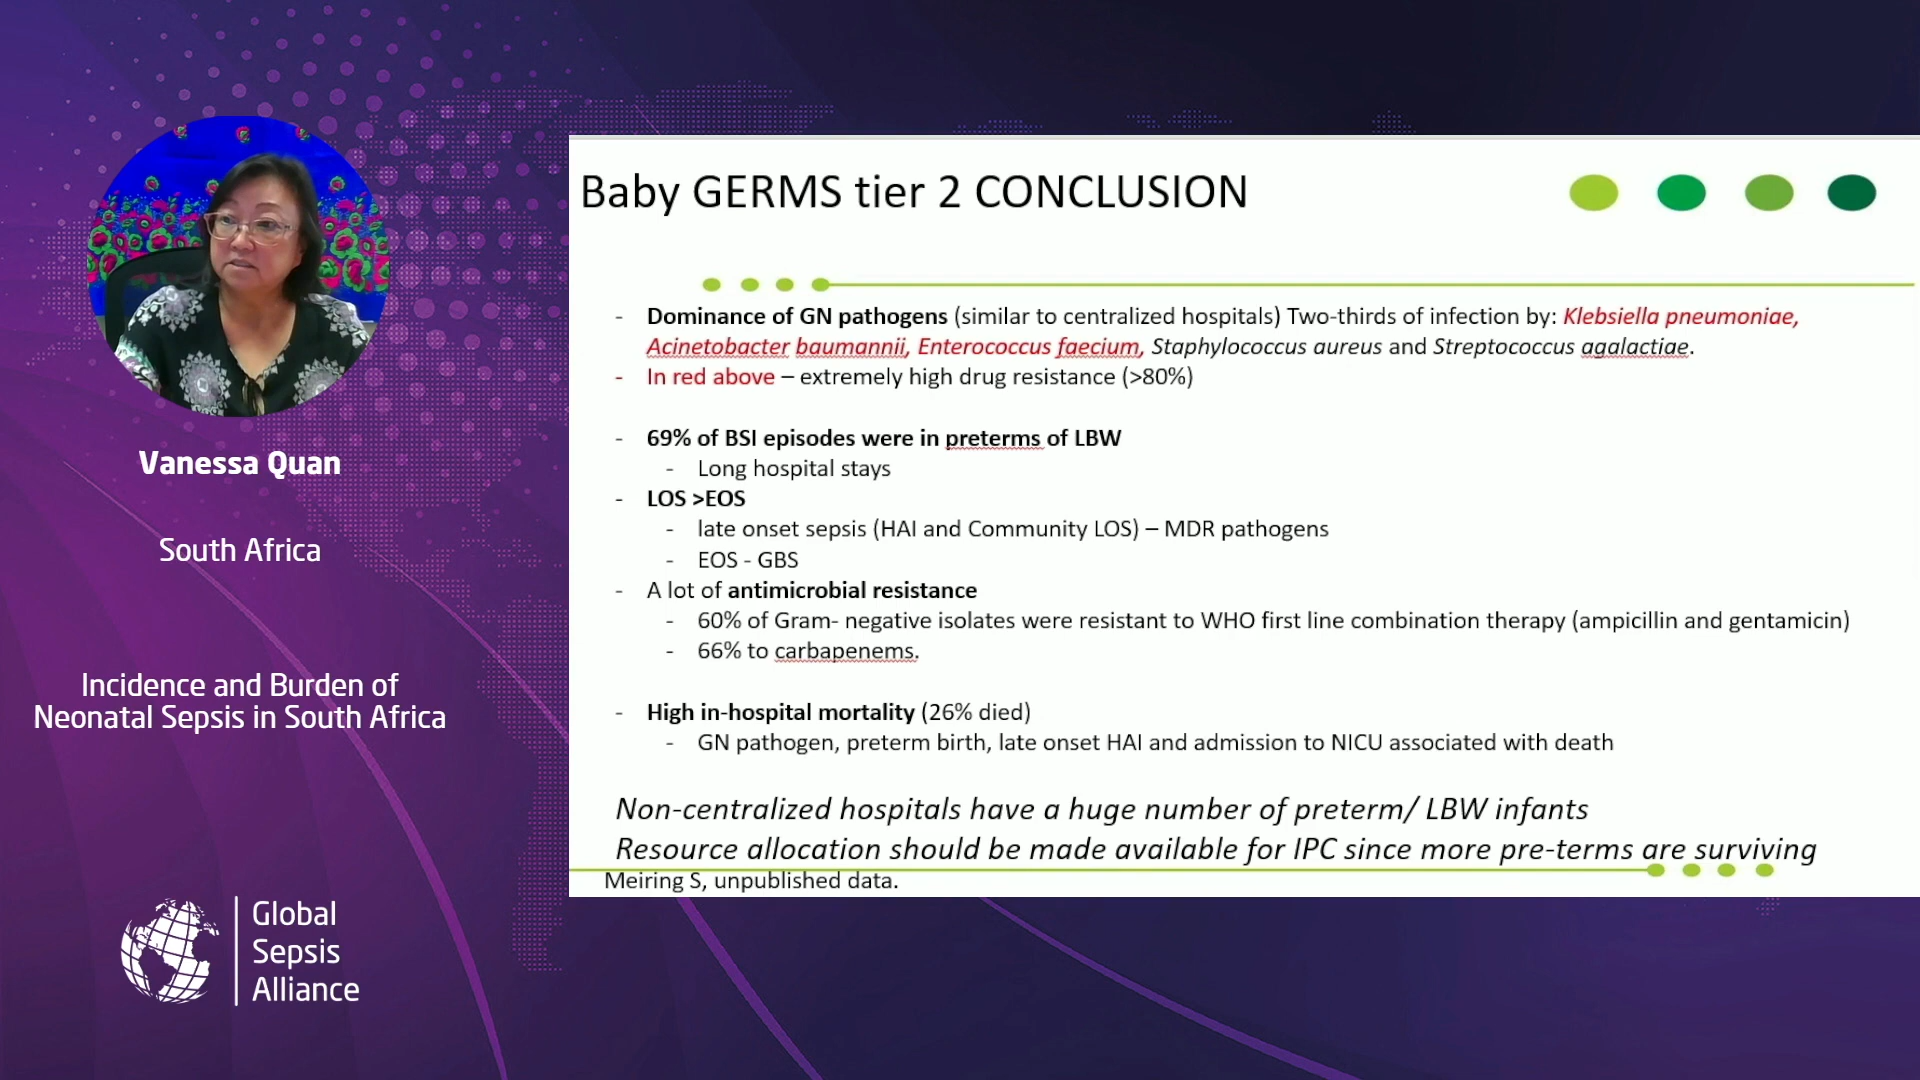 Vanessa Quan
South Africa
Incidence and Burden of
Neonatal Sepsis in South Africa
Global
Sepsis
Alliance
Baby GERMS tier 2 CONCLUSION
- Dominance of GN pathogens (similar to centralized hospitals) Two-thirds of infection by: Klebsiella pneumoniae,
Acinetobacter baumannii, Enterococcus faecium, Staphylococcus aureus and Streptococcus agalactiae.
- In red above – extremely high drug resistance (>80%)
- 69% of BSI episodes were in preterms of LBW
- Long hospital stays
- LOS >EOS
- late onset sepsis (HAI and Community LOS) – MDR pathogens
- EOS - GBS
- A lot of antimicrobial resistance
- 60% of Gram- negative isolates were resistant to WHO first line combination therapy (ampicillin and gentamicin)
- 66% to carbapenems.
- High in-hospital mortality (26% died)
- GN pathogen, preterm birth, late onset HAI and admission to NICU associated with death
Non-centralized hospitals have a huge number of preterm/ LBW infants
Resource allocation should be made available for IPC since more pre-terms are surviving
Meiring S, unpublished data.